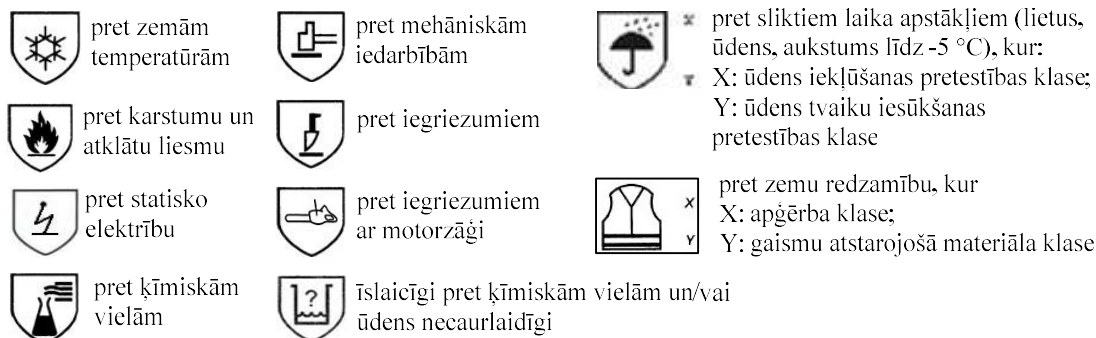 pret zemām
temperatūrām
pret karstumu un
atklātu liesmu
pret statisko
elektrību
pret ķīmiskām
vielām
pret mehāniskām
iedarbībām
pret iegriezumiem
pret iegriezumiem
ar motorzāģi
?
īslaicīgi pret ķīmiskām vielām un/vai
ūdens necaurlaidīgi
X
Y
pret sliktiem laika apstākļiem (lietus,
ūdens, aukstums līdz -5 °C), kur:
X: ūdens iekļūšanas pretestības klase;
Y: ūdens tvaiku iesūkšanas
pretestības klase
X
Y
pret zemu redzamību, kur
X: apģērba klase;
Y: gaismu atstarojošā materiāla klase